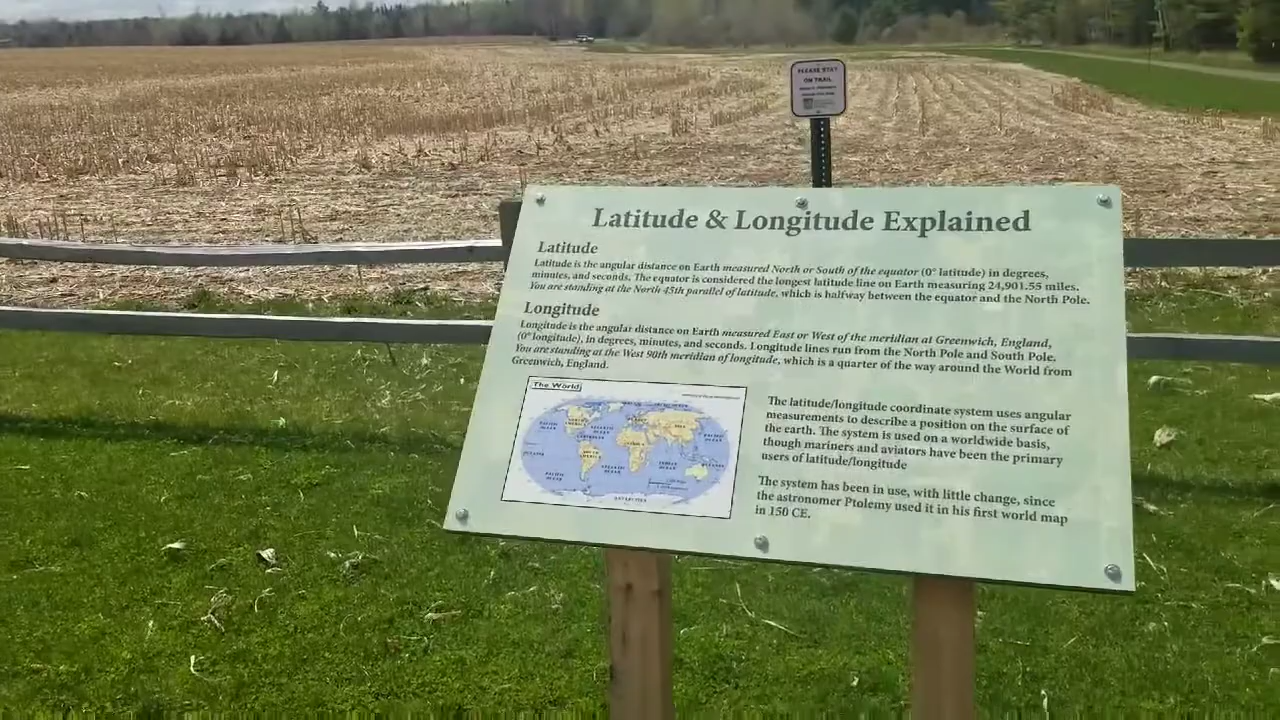 PLEASE STAY
ON TRAIL
Latitude & Longitude Explained
Latitude
Latitude is the angular distance on Earth measured North or South of the equator (0° latitude) in degrees,
minutes, and seconds. The equator is considered the longest latitude line on Earth measuring 24,901.55 miles.
You are standing at the North 45th parallel of latitude, which is halfway between the equator and the North Pole.
Longitude
Longitude is the angular distance on Earth measured East or West of the meridian at Greenwich, England,
(0° longitude), in degrees, minutes, and seconds. Longitude lines run from the North Pole and South Pole.
You are standing at the West 90th meridian of longitude, which is a quarter of the way around the World from
Greenwich, England.
The World
The latitude/longitude coordinate system uses angular
measurements to describe a position on the surface of
the earth. The system is used on a worldwide basis,
though mariners and aviators have been the primary
users of latitude/longitude
The system has been in use, with little change, since
the astronomer Ptolemy used it in his first world map
in 150 CE.